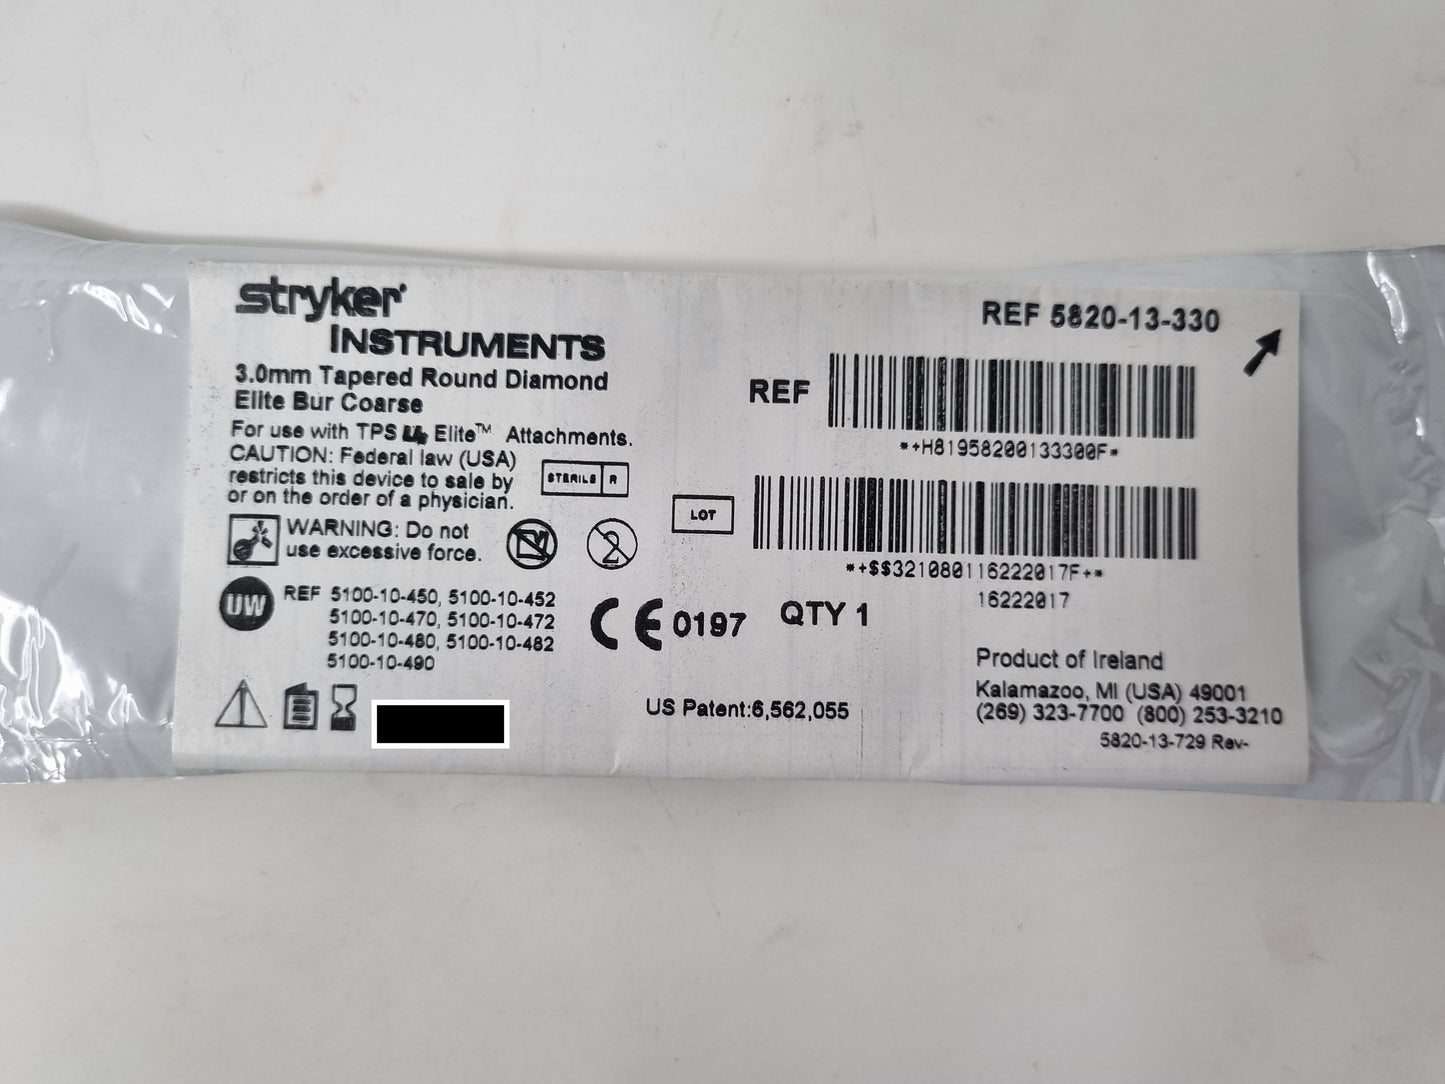 stryker
INSTRUMENTS
3.0mm Tapered Round Diamond
Elite Bur Coarse
For use with TPS Elite™ Attachments.
CAUTION: Federal law (USA)
restricts this device to sale by
or on the order of a physician.
STERILE R
WARNING: Do not
use excessive force.
2
UW
REF 5100-10-450, 5100-10-452
5100-10-470, 5100-10-472
5100-10-480, 5100-10-482
5100-10-490
CE 0197
QTY 1
US Patent:6,562,055
REF 5820-13-330
REF
*+H819582001333 00F*
LOT
*+$$321080116222017F+*
16222017
Product of Ireland
Kalamazoo, MI (USA) 49001
(269) 323-7700 (800) 253-3210
5820-13-729 Rev-